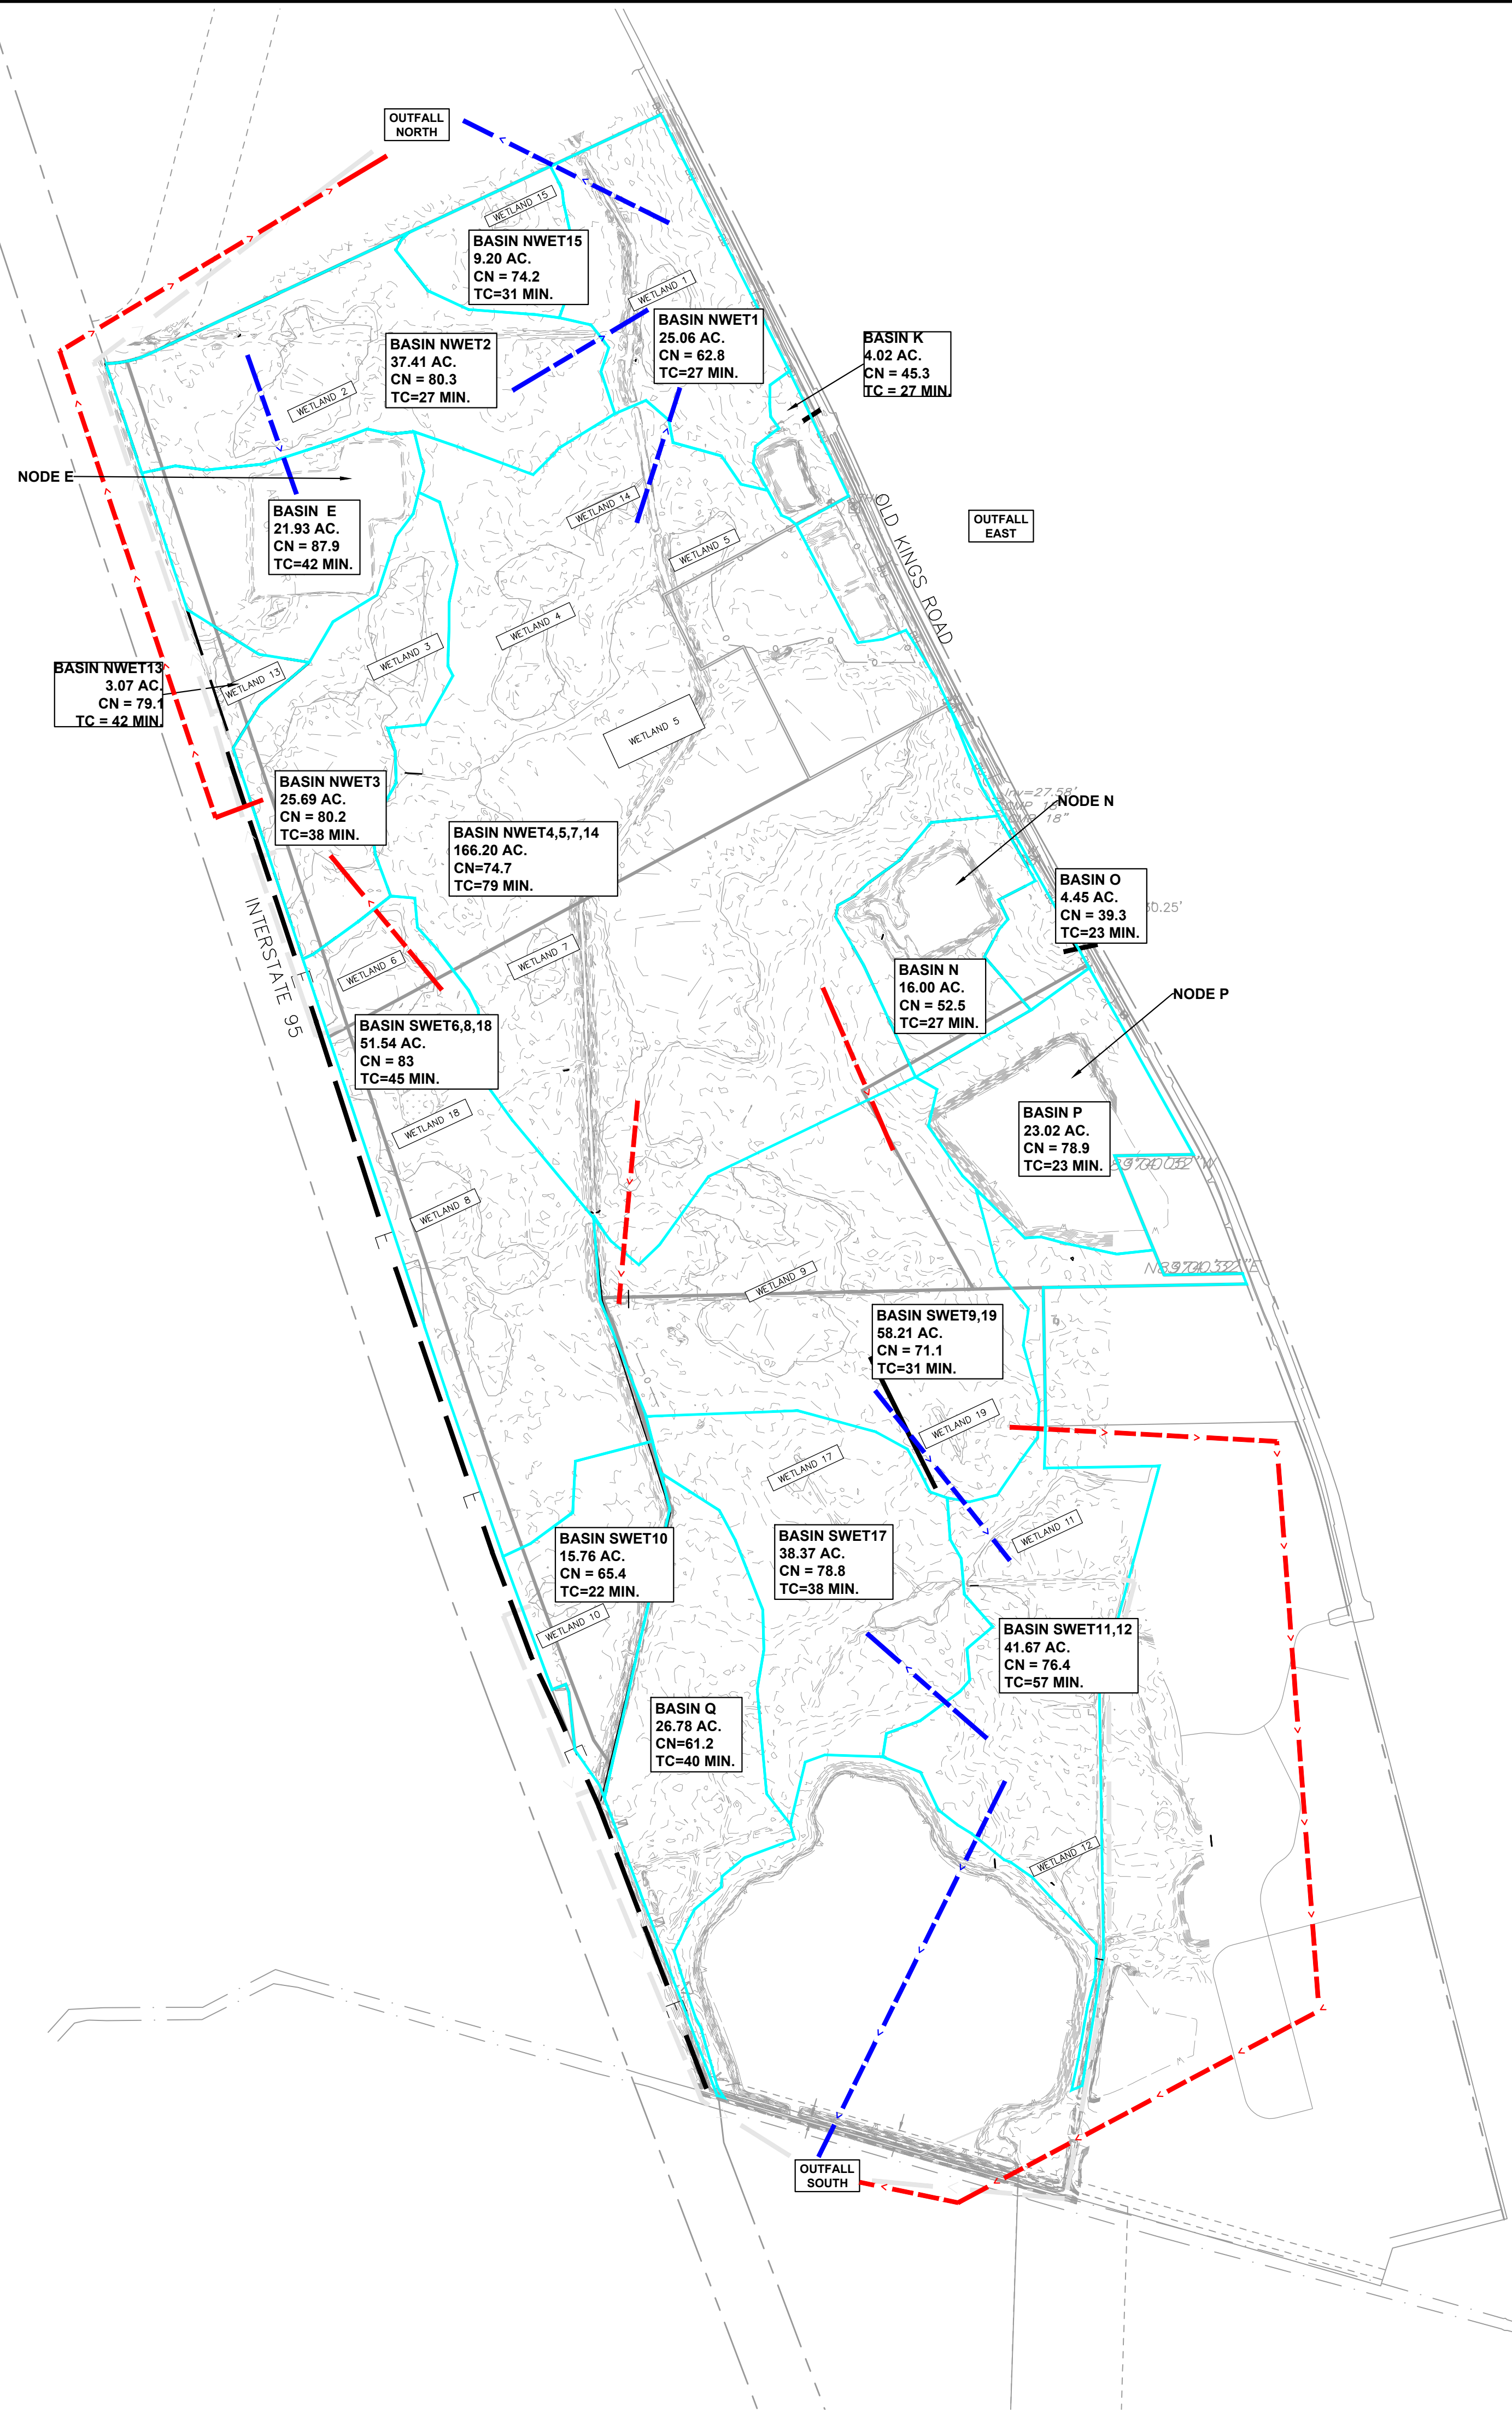 OUTFALL
NORTH
WETLAND 15
BASIN NWET15
9.20 AC.
CN = 74.2
TC=31 MIN.
WETLAND 1
BASIN NWET1
25.06 AC.
CN = 62.8
TC=27 MIN.
BASIN K
4.02 AC.
CN = 45.3
TC = 27 MIN.
BASIN NWET2
37.41 AC.
CN = 80.3
TC=27 MIN.
WETLAND 2
NODE E
BASIN E
21.93 AC.
CN = 87.9
TC=42 MIN.
WETLAND 14
WETLAND 5
OLD KINGS ROAD
OUTFALL
EAST
WETLAND 4
WETLAND 3
BASIN NWET13
3.07 AC.
CN = 79.1
TC = 42 MIN.
WETLAND 13
WETLAND 5
BASIN NWET3
25.69 AC.
CN = 80.2
TC=38 MIN.
Inv=27.58'
18"
NODE N
BASIN NWET4,5,7,14
166.20 AC.
CN=74.7
TC=79 MIN.
BASIN O
4.45 AC.
CN = 39.3
TC=23 MIN.
30.25'
INTERSTATE 95
WETLAND 6
WETLAND 7
BASIN N
16.00 AC.
CN = 52.5
TC=27 MIN.
NODE P
BASIN SWET6,8,18
51.54 AC.
CN = 83
TC=45 MIN.
WETLAND 18
BASIN P
23.02 AC.
CN = 78.9
TC=23 MIN.
WETLAND 8
WETLAND 9
BASIN SWET9,19
58.21 AC.
CN = 71.1
TC=31 MIN.
WETLAND 19
WETLAND 17
BASIN SWET10
15.76 AC.
CN = 65.4
TC=22 MIN.
BASIN SWET17
38.37 AC.
CN = 78.8
TC=38 MIN.
WETLAND 11
WETLAND 10
BASIN SWET11,12
41.67 AC.
CN = 76.4
TC=57 MIN.
BASIN Q
26.78 AC.
CN=61.2
TC=40 MIN.
WETLAND 12
OUTFALL
SOUTH